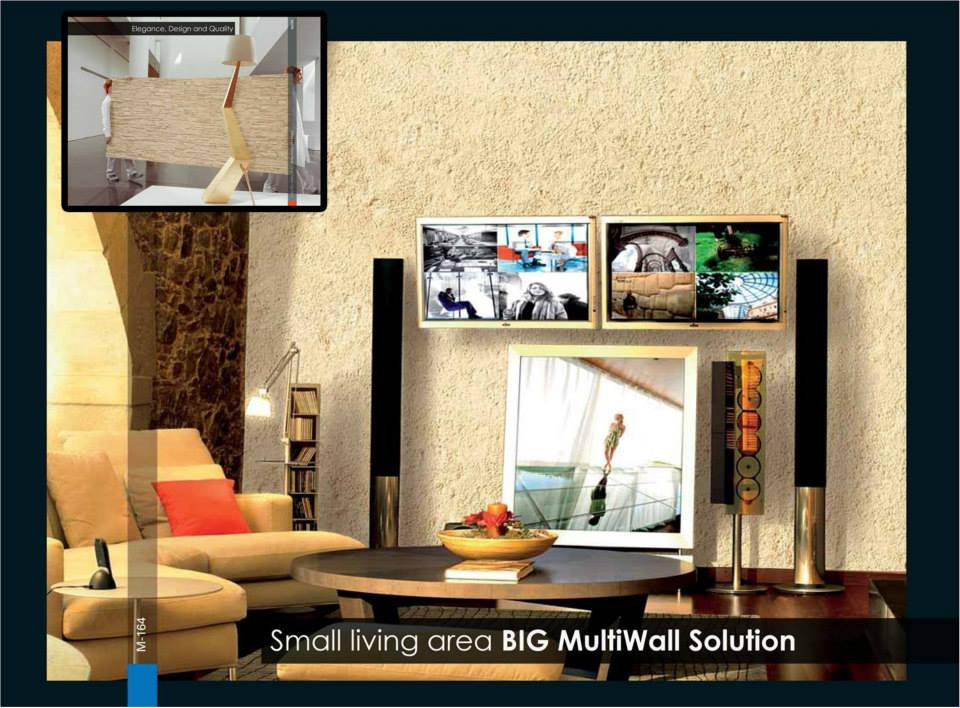 Elegance, Design and Quality
M-164
Small living area BIG MultiWall Solution